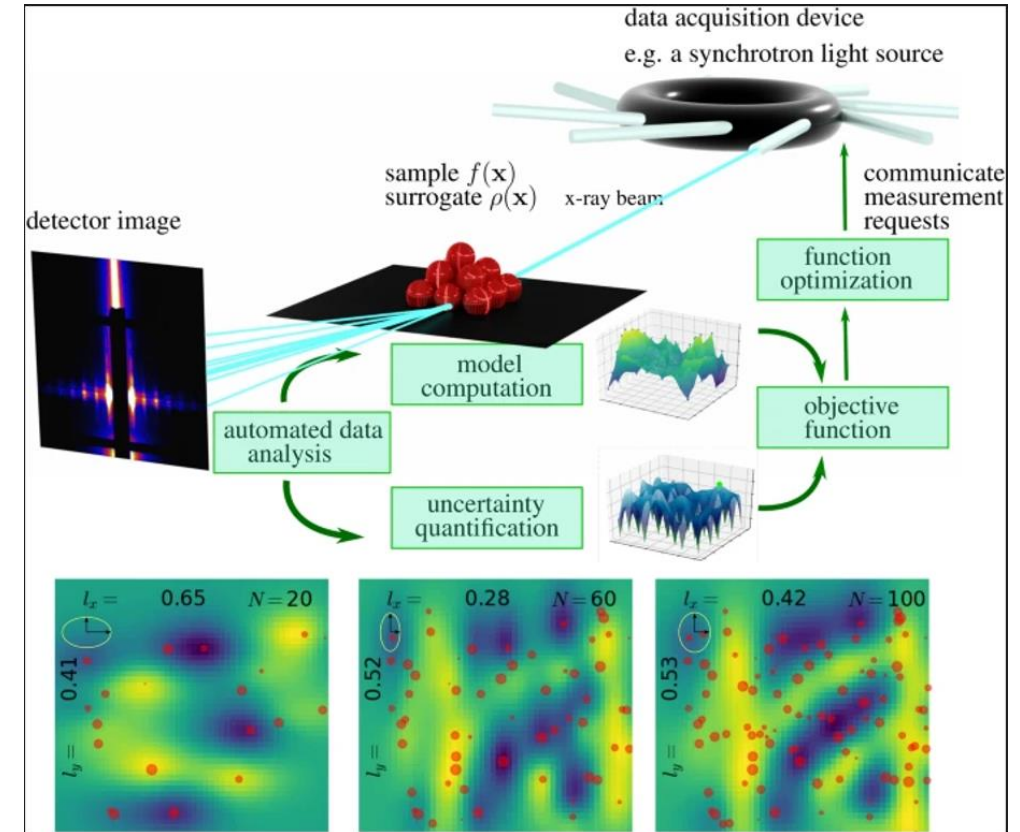 data acquisition device
e.g. a synchrotron light source
sample f(x)
surrogate ρ(x)
x-ray beam
communicate
measurement
requests
detector image
function
optimization
model
computation
objective
function
automated data
analysis
uncertainty
quantification
l_x = 0.65 N = 20
l_y = 0.41
l_x = 0.28 N = 60
l_y = 0.52
l_x = 0.42 N = 100
l_y = 0.53